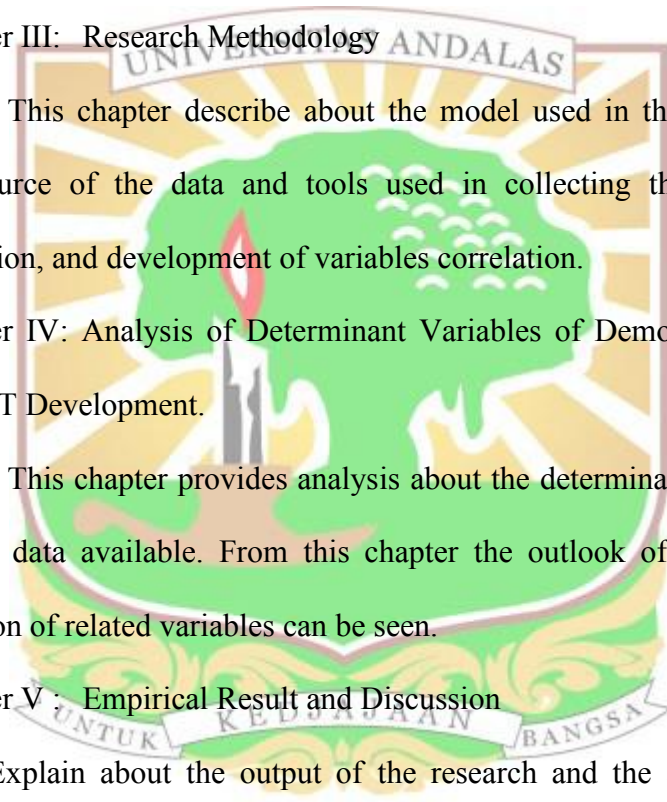 er III: Research Methodology
UNIVERSITAS ANDALAS
This chapter describe about the model used in th
urce of the data and tools used in collecting th
ion, and development of variables correlation.
er IV: Analysis of Determinant Variables of Demo
T Development.
This chapter provides analysis about the determina
data available. From this chapter the outlook of
on of related variables can be seen.
er V : Empirical Result and Discussion
UNTUK KEDJAJAAN BANGSA
Explain about the output of the research and the